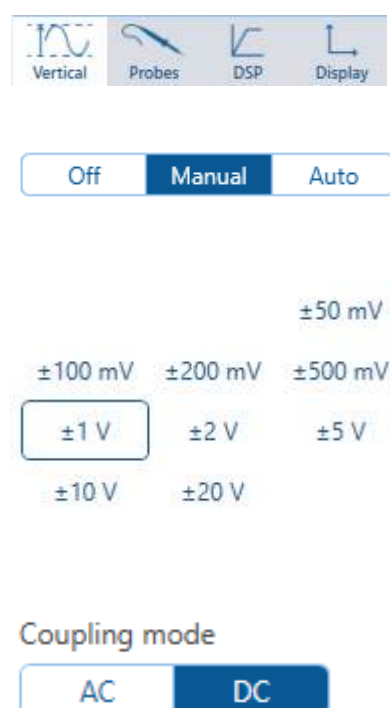 Vertical Probes DSP Display
Off Manual Auto
±50 mV
±100 mV ±200 mV ±500 mV
±1 V ±2 V ±5 V
±10 V ±20 V
Coupling mode
AC DC